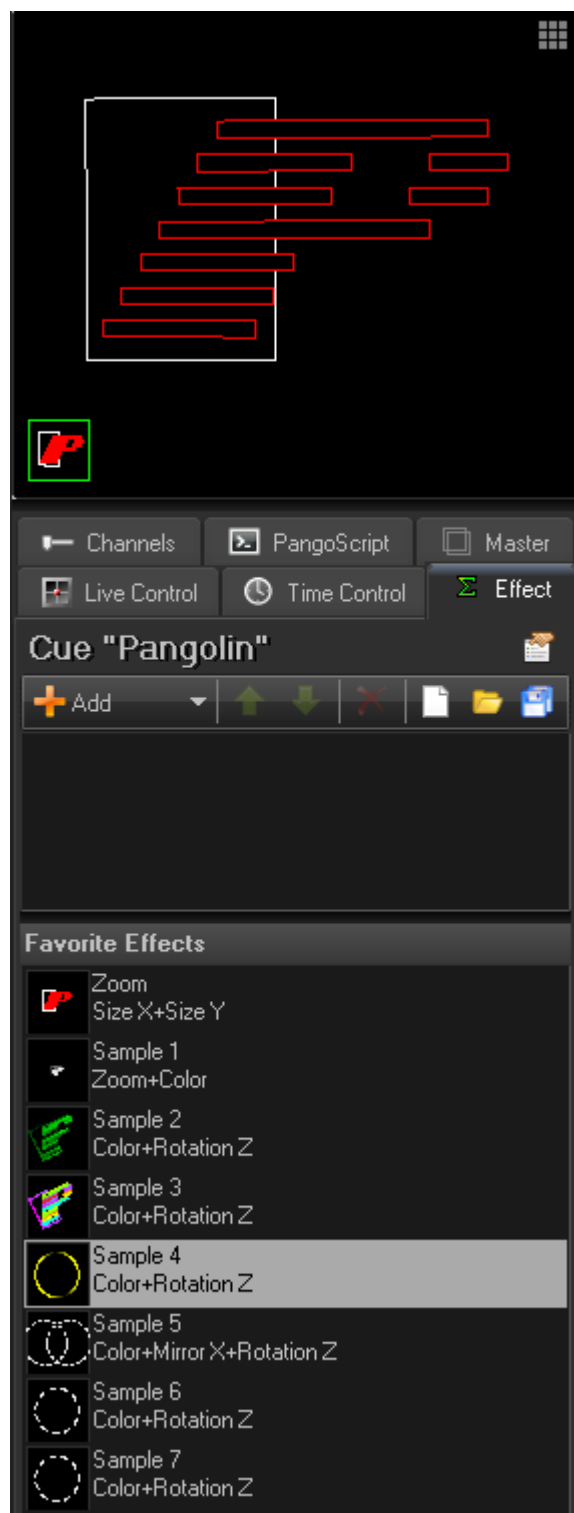 Channels
PangoScript
Master
Live Control
Time Control
Σ Effect
Cue "Pangolin"
Add
Favorite Effects
Zoom
Size X+Size Y
Sample 1
Zoom+Color
Sample 2
Color+Rotation Z
Sample 3
Color+Rotation Z
Sample 4
Color+Rotation Z
Sample 5
Color+Mirror X+Rotation Z
Sample 6
Color+Rotation Z
Sample 7
Color+Rotation Z